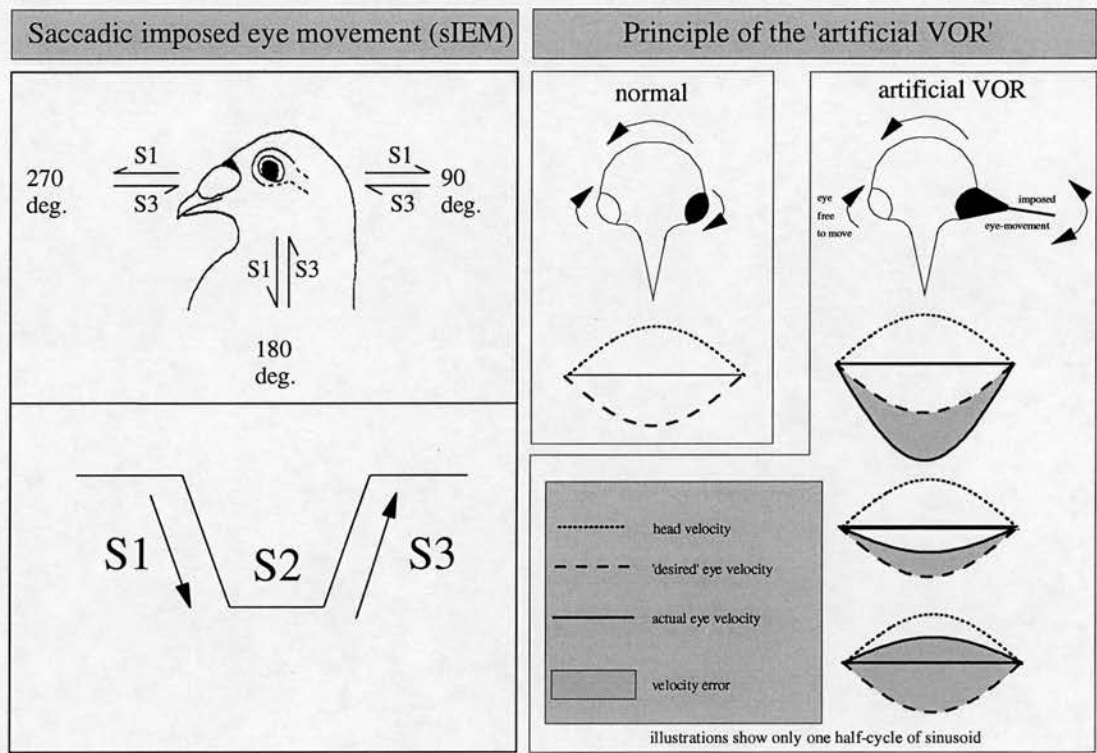 Saccadic imposed eye movement (sIEM)
S1
S3
270
deg.
S1
S3
90
deg.
S1
S3
180
deg.
S1
S2
S3
Principle of the 'artificial VOR'
normal
artificial VOR
eye
free
to move
imposed
eye-movement
head velocity
'desired' eye velocity
actual eye velocity
velocity error
illustrations show only one half-cycle of sinusoid